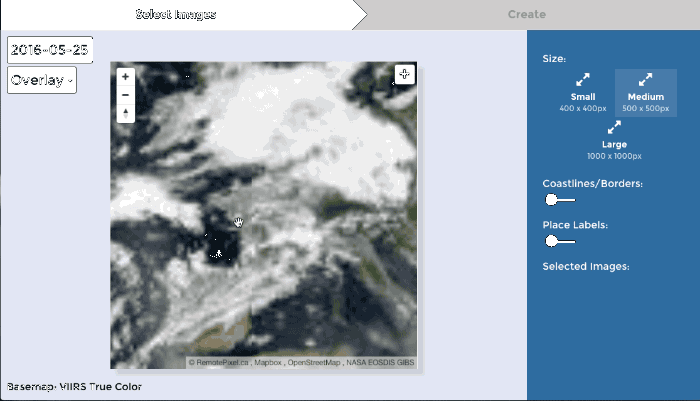 Select Images
Create
2016-05-25
Overlay
Size:
Small
400 x 400px
Medium
500 x 500px
Large
1000 x 1000px
Coastlines/Borders:
Place Labels:
Selected Images:
+
−
© RemotePixel.ca , Mapbox , OpenStreetMap , NASA EOSDIS GIBS
Basemap: VIIRS True Color